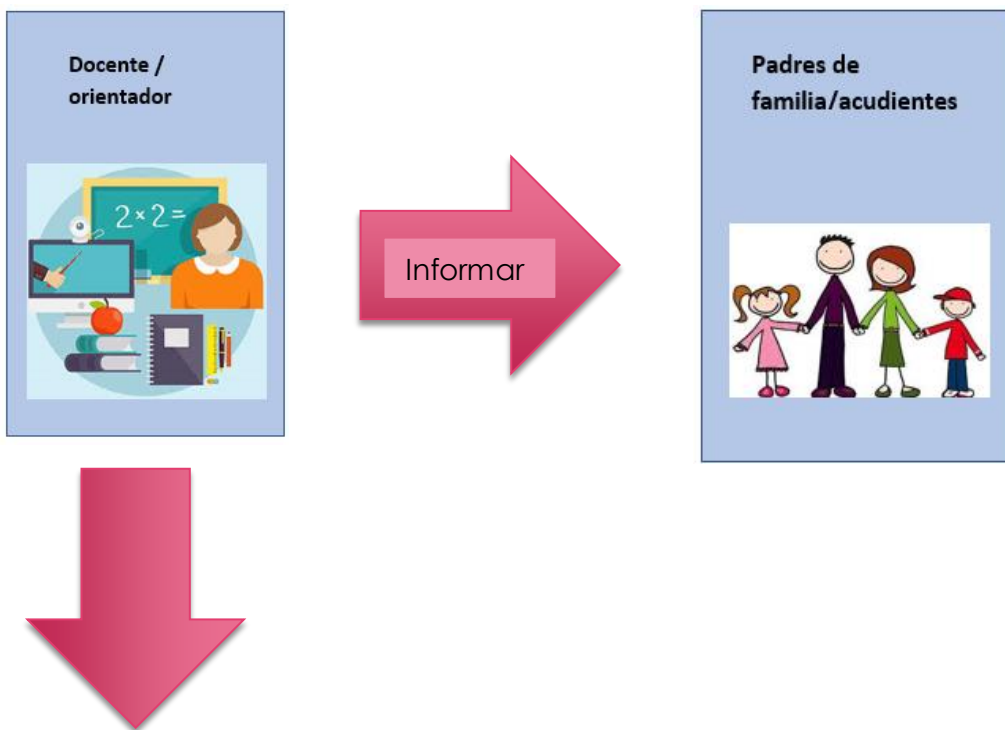 Docente /
orientador
2 × 2 =
Informar
Padres de
familia/acudientes